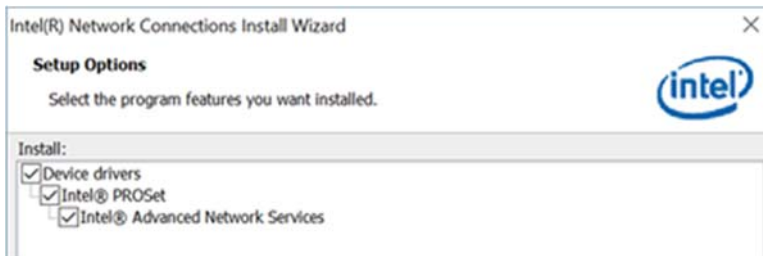 Intel(R) Network Connections Install Wizard
Setup Options
Select the program features you want installed.
intel
Install:
Device drivers
Intel® PROSet
Intel® Advanced Network Services